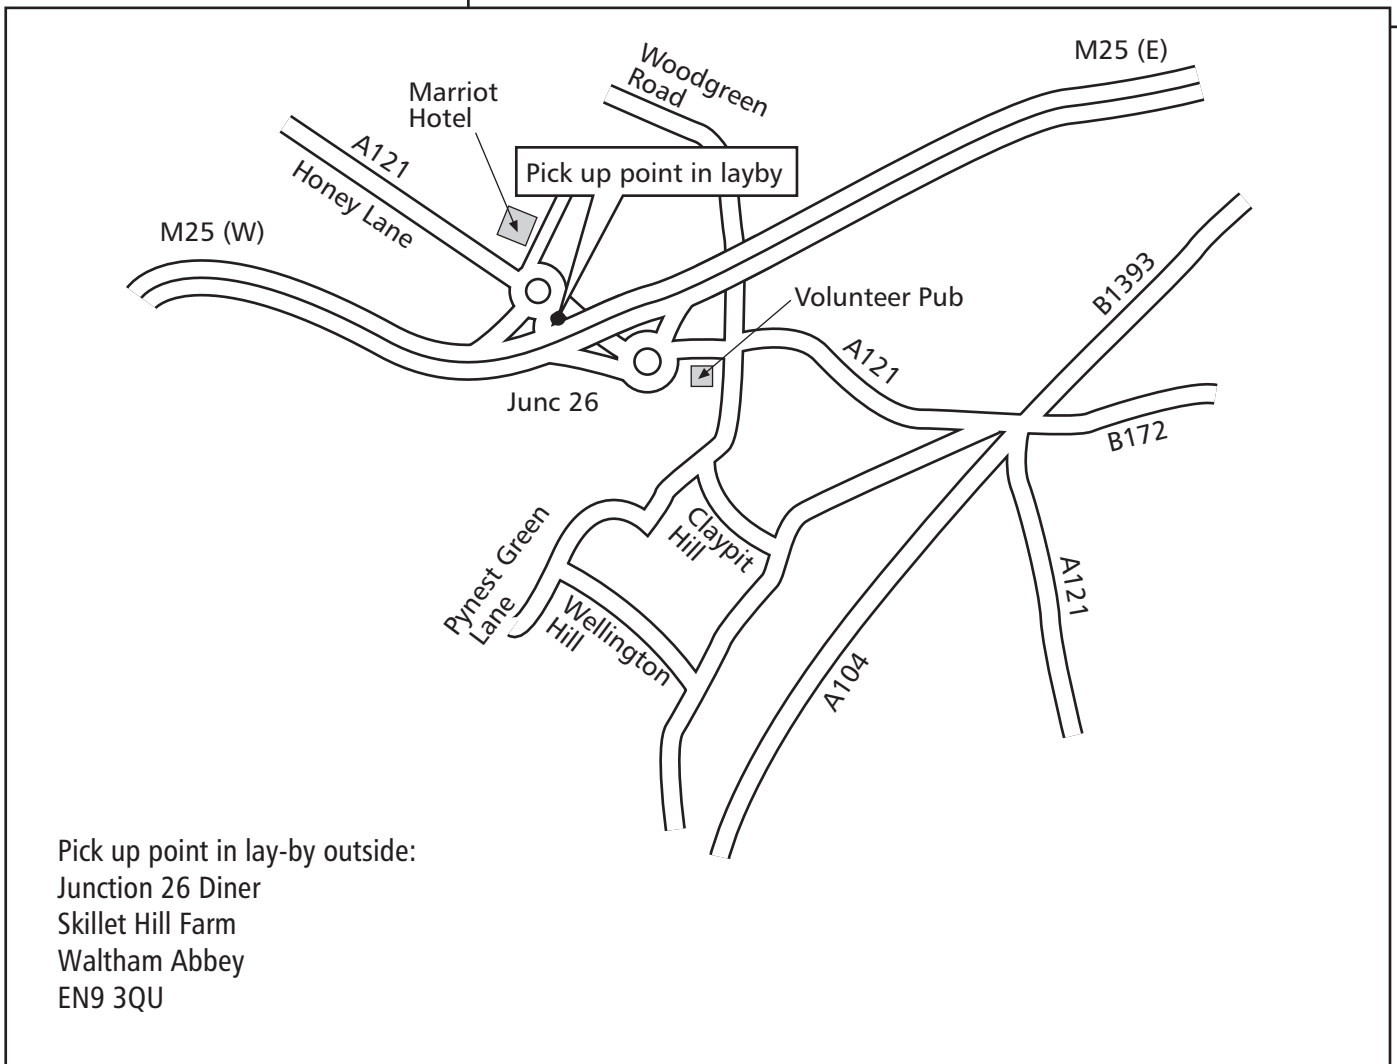 Woodgreen
Road
M25 (E)
Marriot
Hotel
A121
Honey Lane
Pick up point in layby
M25 (W)
B1393
Volunteer Pub
A121
Junc 26
B172
Claypit
Hill
Pynest Green
Lane
Wellington
Hill
A121
A104
Pick up point in lay-by outside:
Junction 26 Diner
Skillet Hill Farm
Waltham Abbey
EN9 3QU